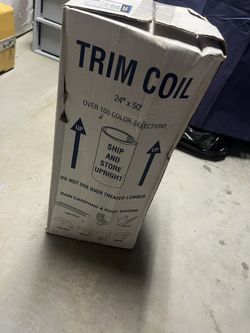 TRIM COIL
24" x 50'
OVER 100 COLOR SELECTIONS
UP
SHIP
AND
STORE
UPRIGHT
UP
DO NOT USE OVER TREATED LUMBER